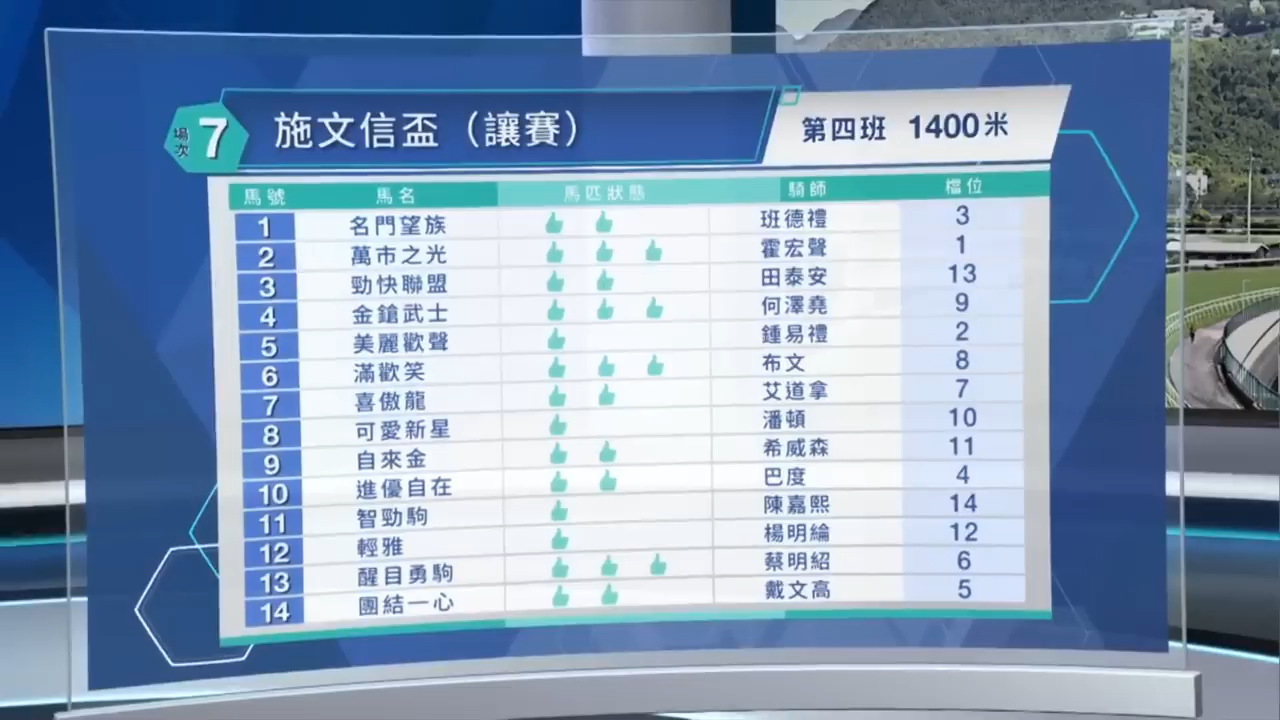 場次 7 施文信盃（讓賽） 第四班 1400米
馬號 馬名 馬匹狀態 騎師 檔位
1 名門望族 班德禮 3
2 萬市之光 霍宏聲 1
3 勁快聯盟 田泰安 13
4 金鎗武士 何澤堯 9
5 美麗歡聲 鍾易禮 2
6 滿歡笑 布文 8
7 喜傲龍 艾道拿 7
8 可愛新星 潘頓 10
9 自來金 希威森 11
10 進優自在 巴度 4
11 智勁駒 陳嘉熙 14
12 輕雅 楊明綸 12
13 醒目勇駒 蔡明紹 6
14 團結一心 戴文高 5